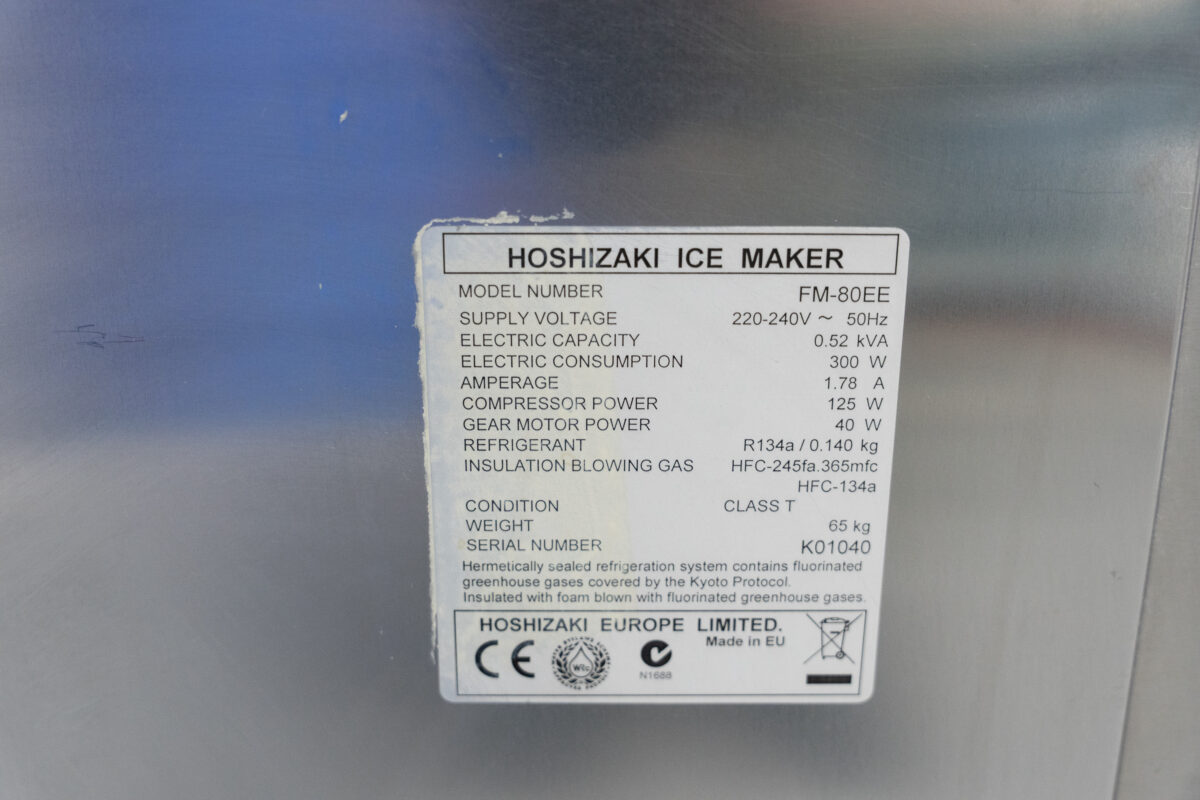 HOSHIZAKI ICE MAKER
MODEL NUMBER FM-80EE
SUPPLY VOLTAGE 220-240V ~ 50Hz
ELECTRIC CAPACITY 0.52 kVA
ELECTRIC CONSUMPTION 300 W
AMPERAGE 1.78 A
COMPRESSOR POWER 125 W
GEAR MOTOR POWER 40 W
REFRIGERANT R134a / 0.140 kg
INSULATION BLOWING GAS HFC-245fa.365mfc
HFC-134a
CONDITION CLASS T
WEIGHT 65 kg
SERIAL NUMBER K01040
Hermetically sealed refrigeration system contains fluorinated
greenhouse gases covered by the Kyoto Protocol.
Insulated with foam blown with fluorinated greenhouse gases.
HOSHIZAKI EUROPE LIMITED.
Made in EU
CE
WRc
N1688